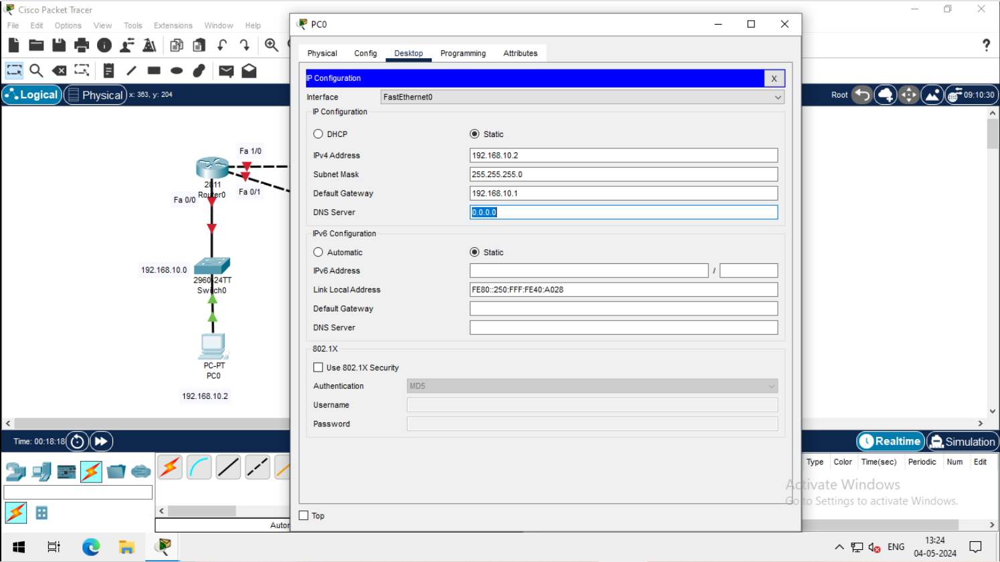 Cisco Packet Tracer
File Edit Options View Tools Extensions Window Help
PC0
Physical Config Desktop Programming Attributes
?
IP Configuration X
Interface FastEthernet0
Logical Physical x: 363, y: 204
Root 09:10:30
IP Configuration
DHCP Static
IPv4 Address 192.168.10.2
Subnet Mask 255.255.255.0
Default Gateway 192.168.10.1
DNS Server 0.0.0.0
IPv6 Configuration
Automatic Static
IPv6 Address /
Link Local Address FE80::250:FFF:FE40:A028
Default Gateway
DNS Server
802.1X
Use 802.1X Security
Authentication MD5
Username
Password
Top
Fa 1/0
2811
Router0
Fa 0/1
Fa 0/0
192.168.10.0
2960-24TT
Switch0
PC-PT
PC0
192.168.10.2
Time: 00:18:18
Realtime Simulation
Type Color Time(sec) Periodic Num Edit
Activate Windows
Go to Settings to activate Windows.
Autor
ENG
13:24
04-05-2024